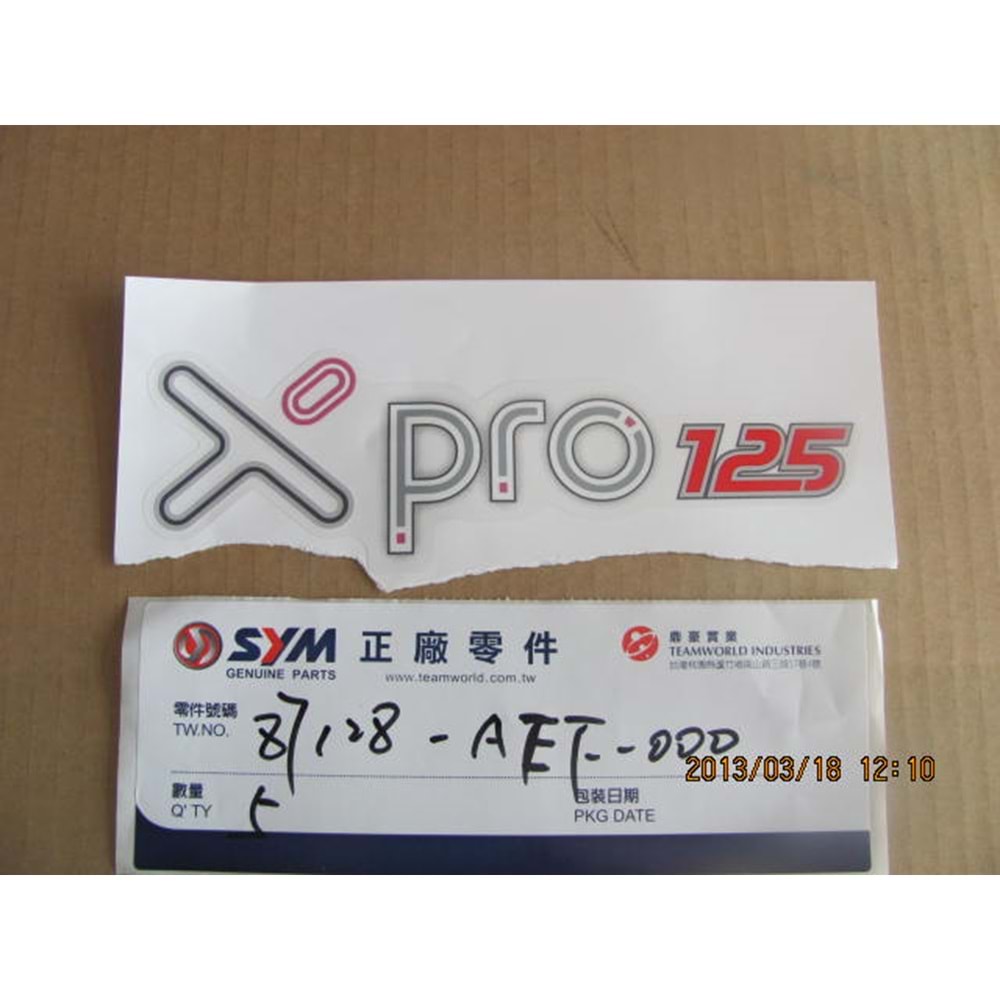 X pro 125
SYM 正廠零件
GENUINE PARTS
www.teamworld.com.tw
鼎豪實業
TEAMWORLD INDUSTRIES
零件號碼
TW.NO. 87128-AET-000
2013/03/18 12:10
數量
Q'TY 5
包裝日期
PKG DATE